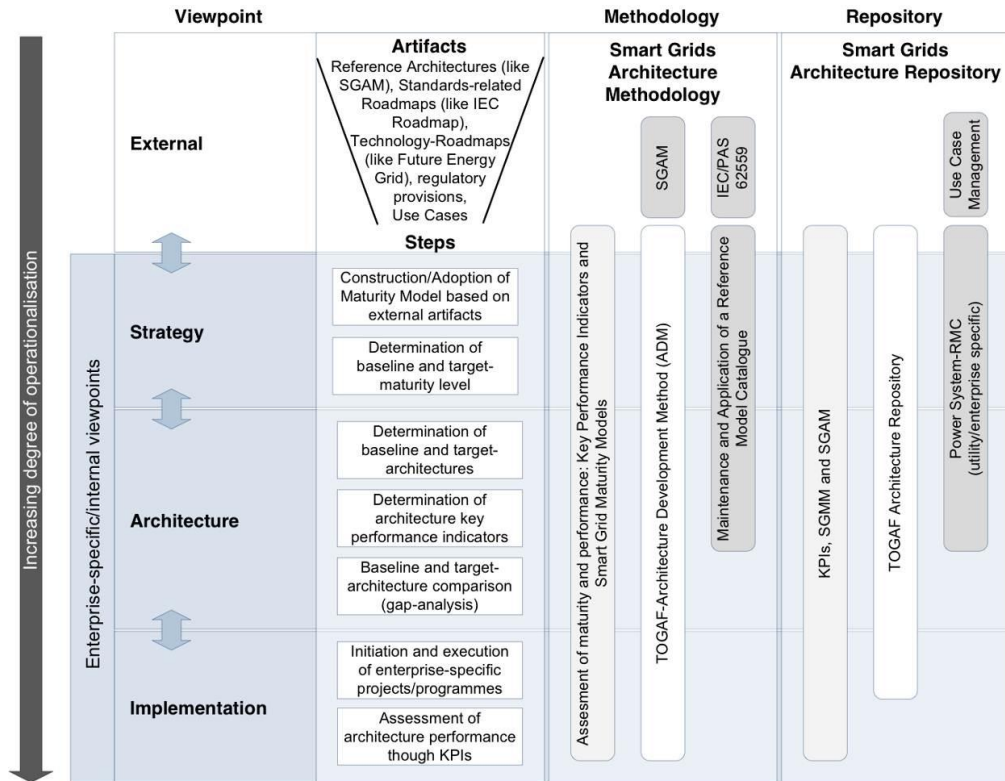 Viewpoint
Methodology
Repository
Increasing degree of operationalisation
Enterprise-specific/internal viewpoints
External
Artifacts
Reference Architectures (like
SGAM), Standards-related
Roadmaps (like IEC
Roadmap),
Technology-Roadmaps
(like Future Energy
Grid), regulatory
provisions,
Use Cases
Steps
Strategy
Construction/Adoption of
Maturity Model based on
external artifacts
Determination of
baseline and target-
maturity level
Architecture
Determination of
baseline and target-
architectures
Determination of
architecture key
performance indicators
Baseline and target-
architecture comparison
(gap-analysis)
Implementation
Initiation and execution
of enterprise-specific
projects/programmes
Assessment of
architecture performance
though KPIs
Smart Grids
Architecture
Methodology
SGAM
IEC/PAS
62559
Assesment of maturity and performance: Key Performance Indicators and
Smart Grid Maturity Models
TOGAF-Architecture Development Method (ADM)
Maintenance and Application of a Reference
Model Catalogue
Smart Grids
Architecture Repository
Use Case
Management
KPIs, SGMM and SGAM
TOGAF Architecture Repository
Power System-RMC
(utility/enterprise specific)